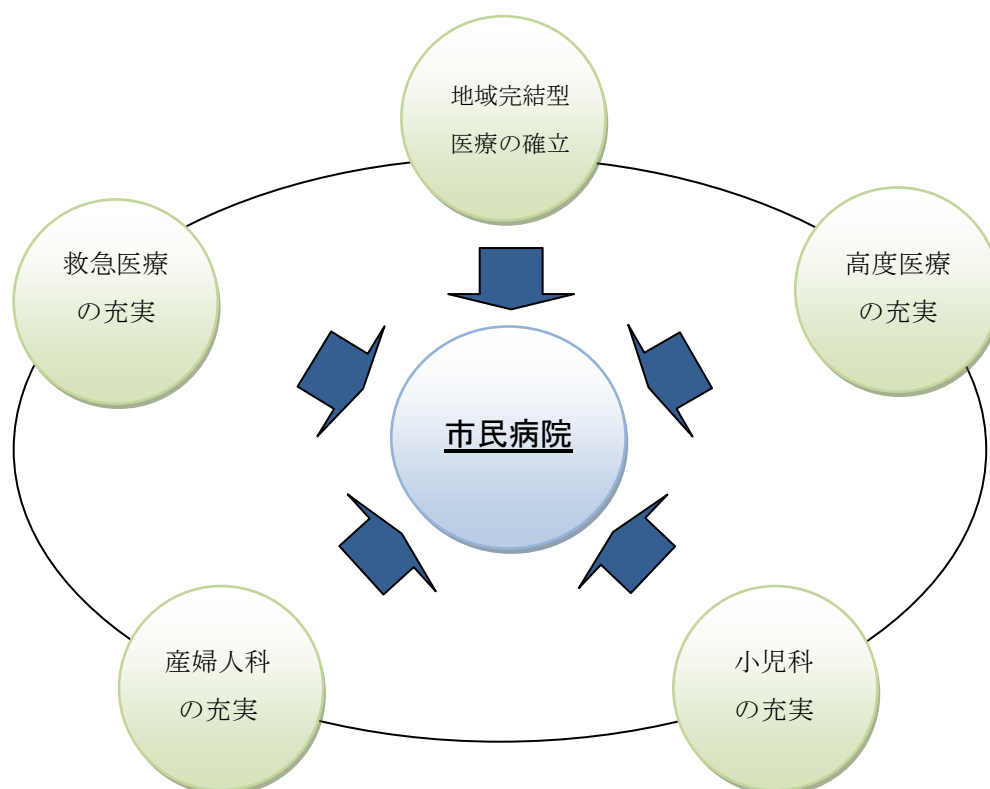 地域完結型
医療の確立
救急医療
の充実
高度医療
の充実
市民病院
産婦人科
の充実
小児科
の充実